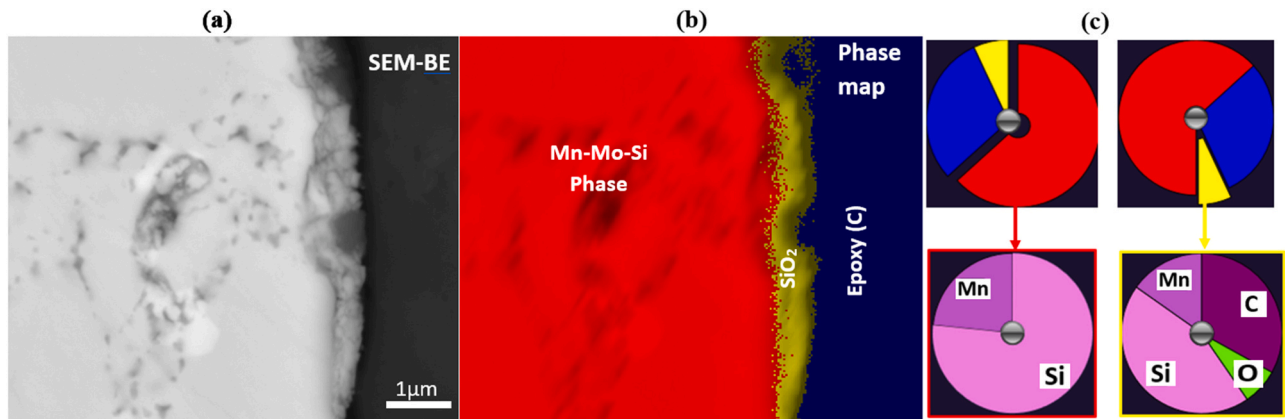 (a)
(b)
(c)
SEM-BE
Phase
map
Mn-Mo-Si
Phase
SiO₂
Epoxy (C)
1μm
Mn
Si
Mn
C
Si
O